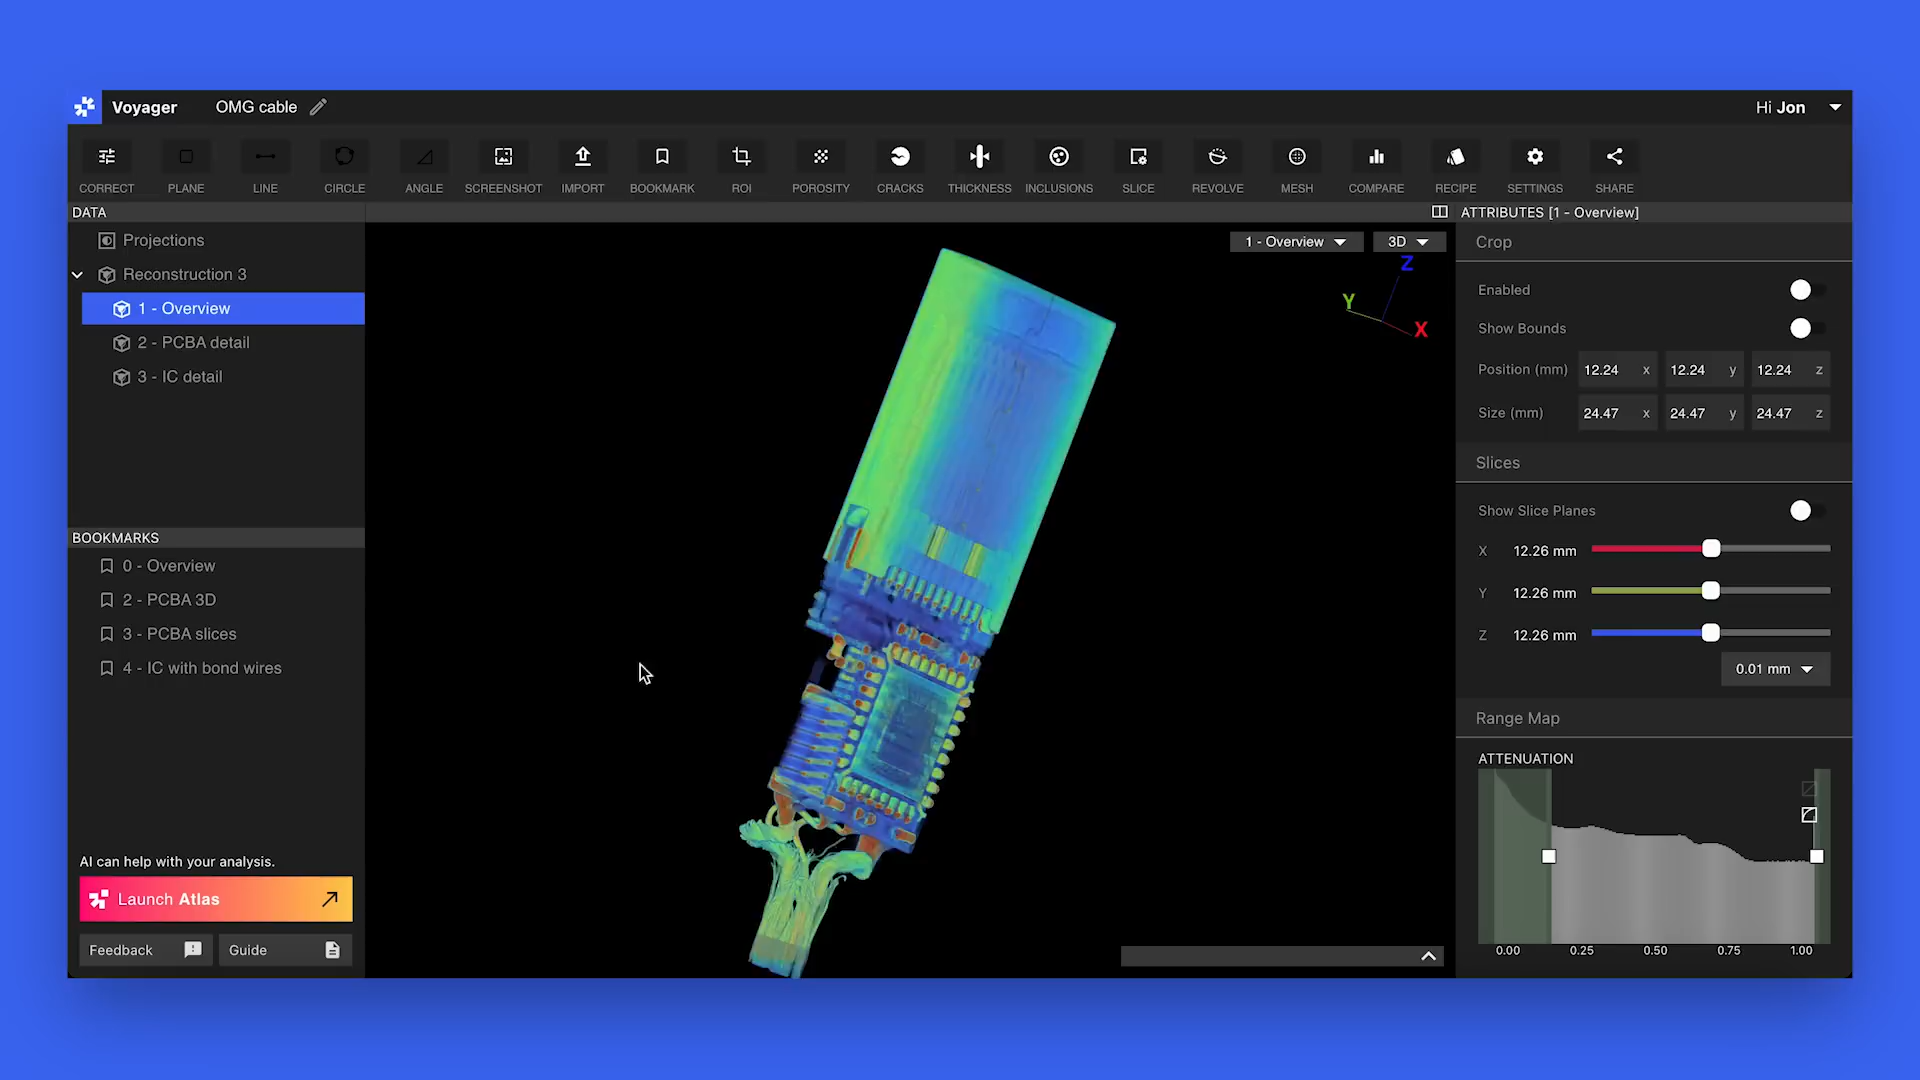 Voyager OMG cable Hi Jon
CORRECT PLANE LINE CIRCLE ANGLE SCREENSHOT IMPORT BOOKMARK ROI POROSITY CRACKS THICKNESS INCLUSIONS SLICE REVOLVE MESH COMPARE RECIPE SETTINGS SHARE
DATA
Projections
Reconstruction 3
1 - Overview
2 - PCBA detail
3 - IC detail
BOOKMARKS
0 - Overview
2 - PCBA 3D
3 - PCBA slices
4 - IC with bond wires
AI can help with your analysis.
Launch Atlas
Feedback Guide
1 - Overview 3D
Z
Y
X
ATTRIBUTES [1 - Overview]
Crop
Enabled
Show Bounds
Position (mm) 12.24 x 12.24 y 12.24 z
Size (mm) 24.47 x 24.47 y 24.47 z
Slices
Show Slice Planes
X 12.26 mm
Y 12.26 mm
Z 12.26 mm
0.01 mm
Range Map
ATTENUATION
0.00 0.25 0.50 0.75 1.00